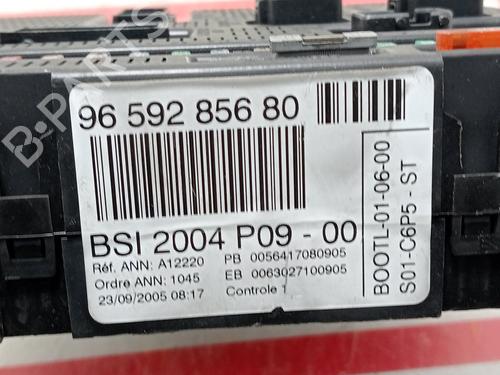 96 592 856 80
BSI 2004 P09 - 00
Réf. ANN: A12220 PB 0056417080905
Ordre ANN: 1045 EB 0063027100905
23/09/2005 08:17 Controle 1
BOOTL-01-06-00
S01-C6P5 - ST
B-PARTS